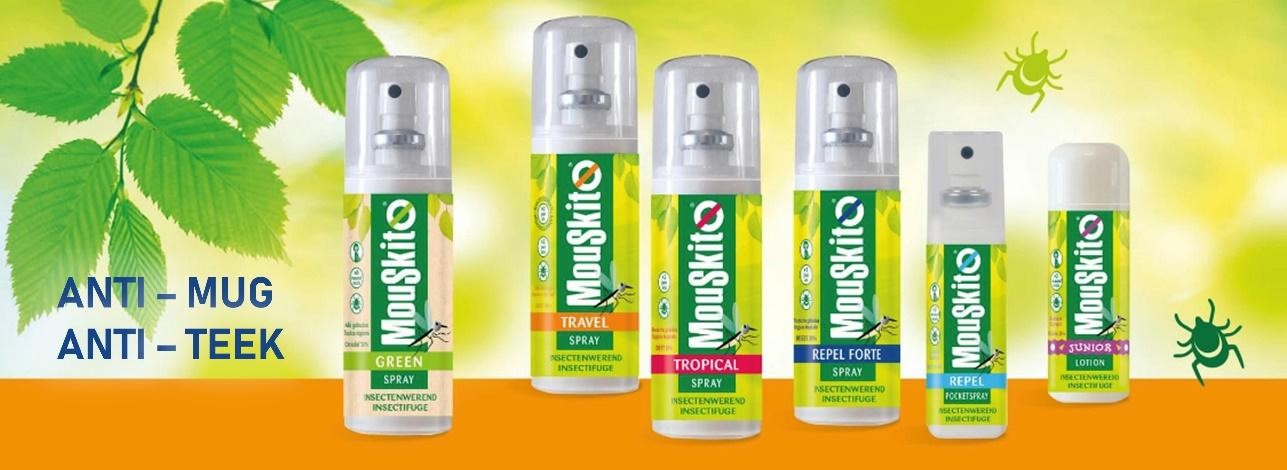 ANTI – MUG
ANTI – TEEK
MouSkitO
GREEN
SPRAY
INSECTENWEREND
INSECTIFUGE
MouSkitO
TRAVEL
SPRAY
INSECTENWEREND
INSECTIFUGE
MouSkitO
TROPICAL
SPRAY
INSECTENWEREND
INSECTIFUGE
MouSkitO
REPEL FORTE
SPRAY
INSECTENWEREND
INSECTIFUGE
MouSkitO
REPEL
POCKETSPRAY
INSECTENWEREND
INSECTIFUGE
MouSkitO
JUNIOR
LOTION
INSECTENWEREND
INSECTIFUGE